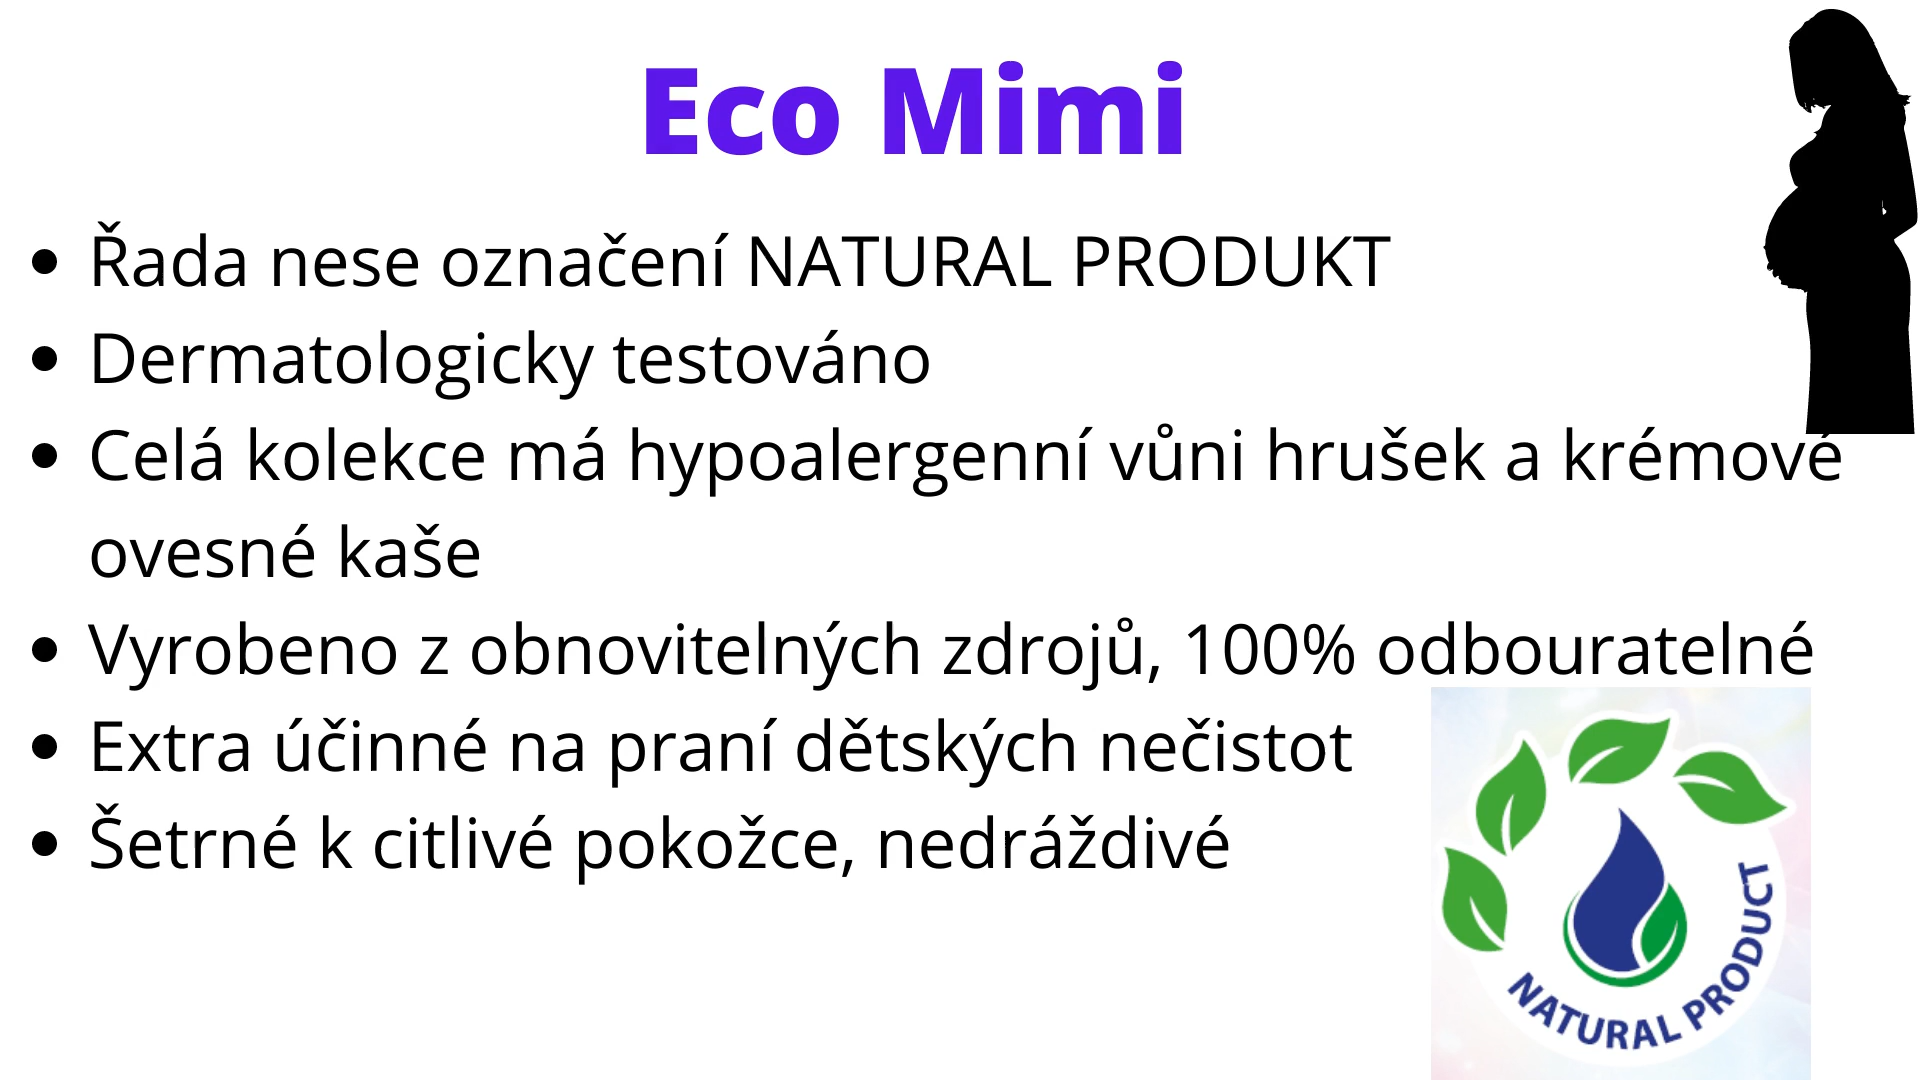 Eco Mimi
• Řada nese označení NATURAL PRODUKT
• Dermatologicky testováno
• Celá kolekce má hypoalergenní vůni hrušek a krémové
ovesné kaše
• Vyrobeno z obnovitelných zdrojů, 100% odbouratelné
• Extra účinné na praní dětských nečistot
• Šetrné k citlivé pokožce, nedráždivé
NATURAL PRODUCT